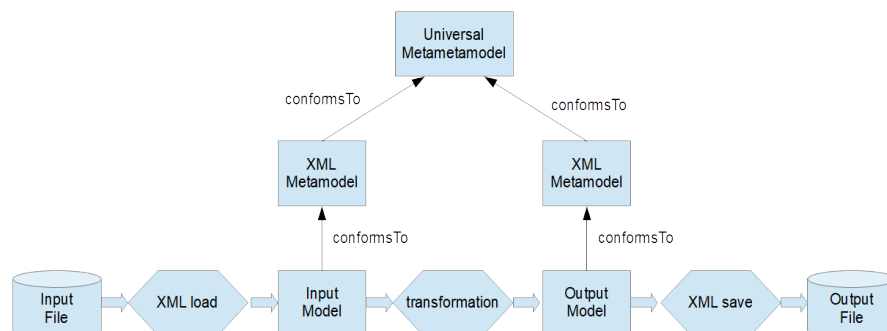 Universal
Metametamodel
conformsTo
conformsTo
XML
Metamodel
XML
Metamodel
conformsTo
conformsTo
Input
File
XML load
Input
Model
transformation
Output
Model
XML save
Output
File